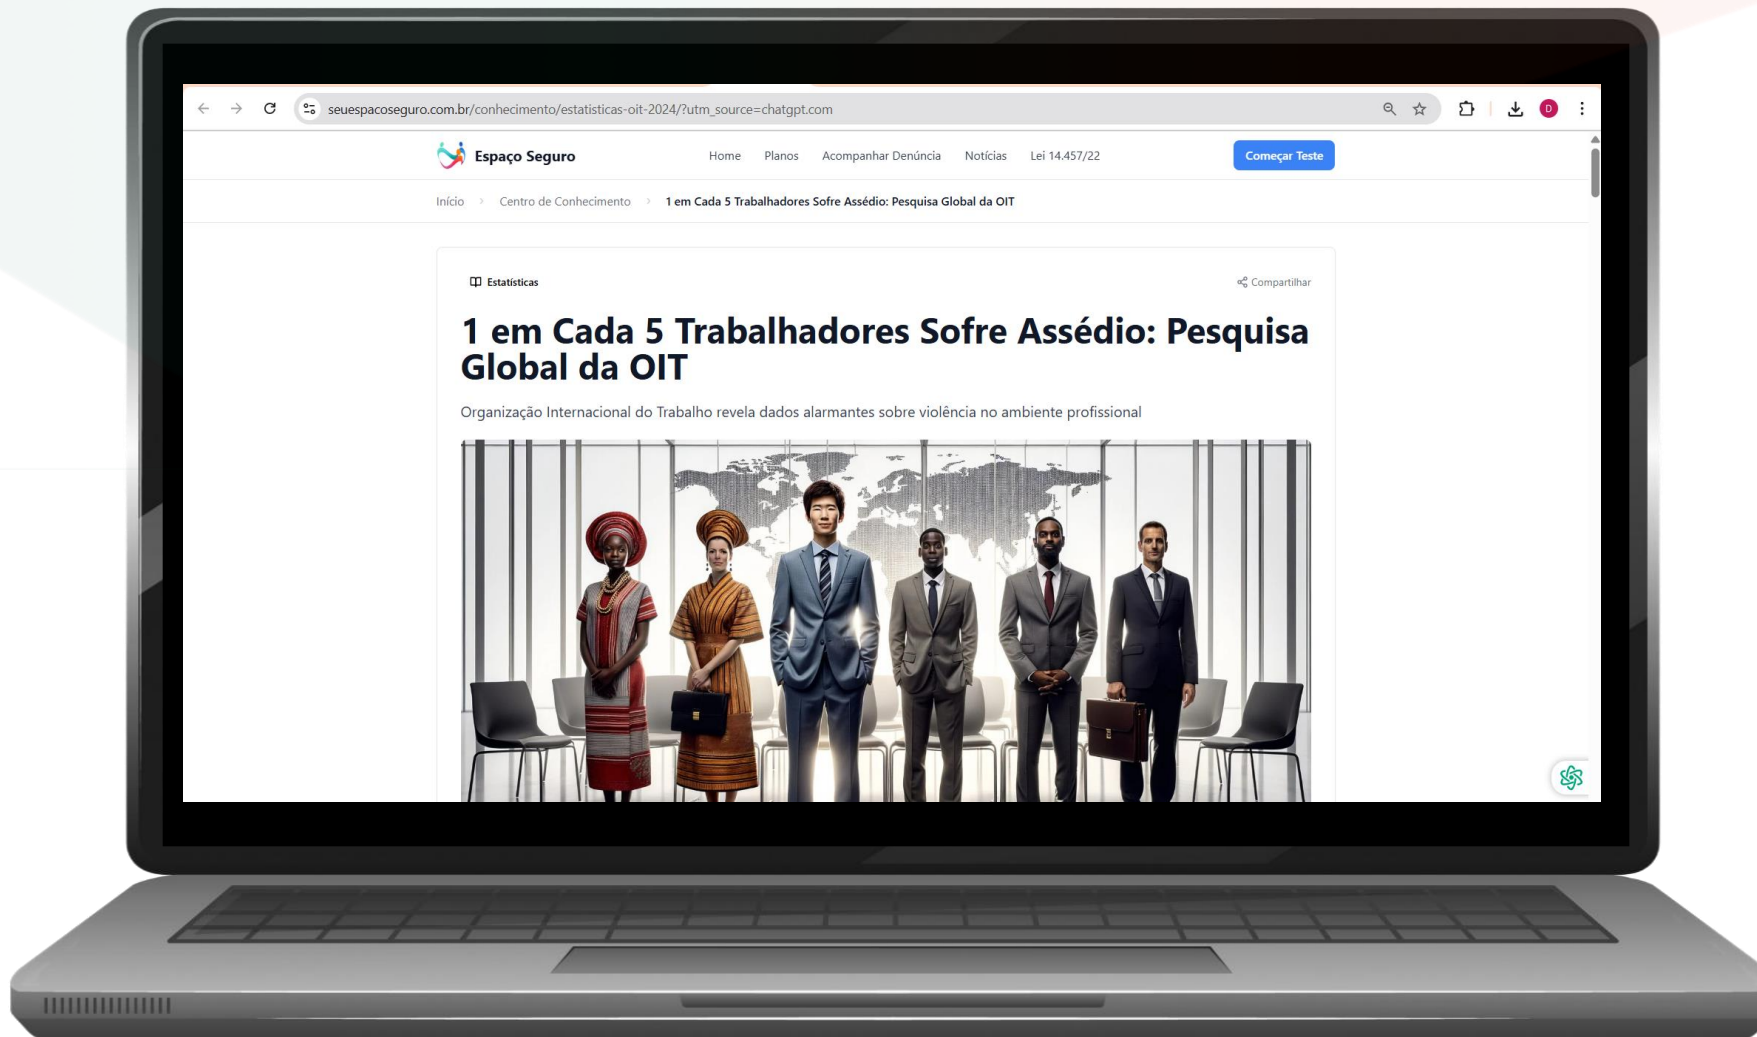 seuespacoseguro.com.br/conhecimento/estatisticas-oit-2024/?utm_source=chatgpt.com
D
Espaço Seguro
Home
Planos
Acompanhar Denúncia
Notícias
Lei 14.457/22
Começar Teste
Início
Centro de Conhecimento
1 em Cada 5 Trabalhadores Sofre Assédio: Pesquisa Global da OIT
Estatísticas
Compartilhar
1 em Cada 5 Trabalhadores Sofre Assédio: Pesquisa
Global da OIT
Organização Internacional do Trabalho revela dados alarmantes sobre violência no ambiente profissional